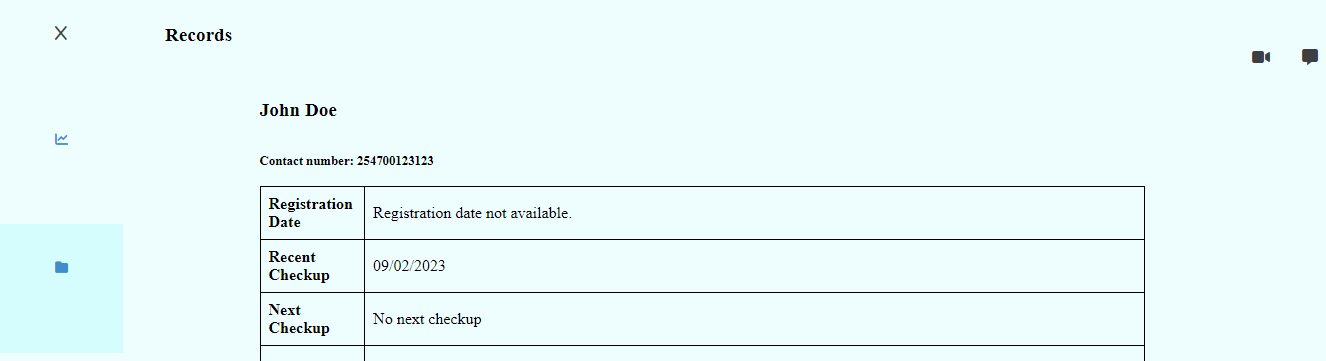 Records
John Doe
Contact number: 254700123123
Registration
Date
Registration date not available.
Recent
Checkup
09/02/2023
Next
Checkup
No next checkup